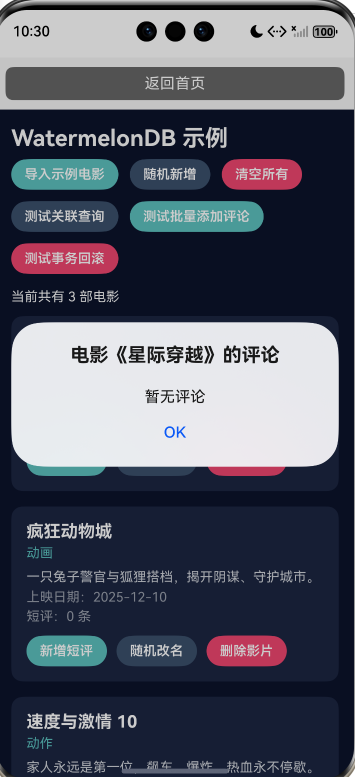 10:30
100
返回首页
WatermelonDB 示例
导入示例电影 随机新增 清空所有
测试关联查询 测试批量添加评论
测试事务回滚
当前共有 3 部电影
电影《星际穿越》的评论
暂无评论
OK
疯狂动物城
动画
一只兔子警官与狐狸搭档，揭开阴谋、守护城市。
上映日期：2025-12-10
短评：0 条
新增短评 随机改名 删除影片
速度与激情 10
动作
家人永远是第一位，飙车、爆炸、热血永不停歇。